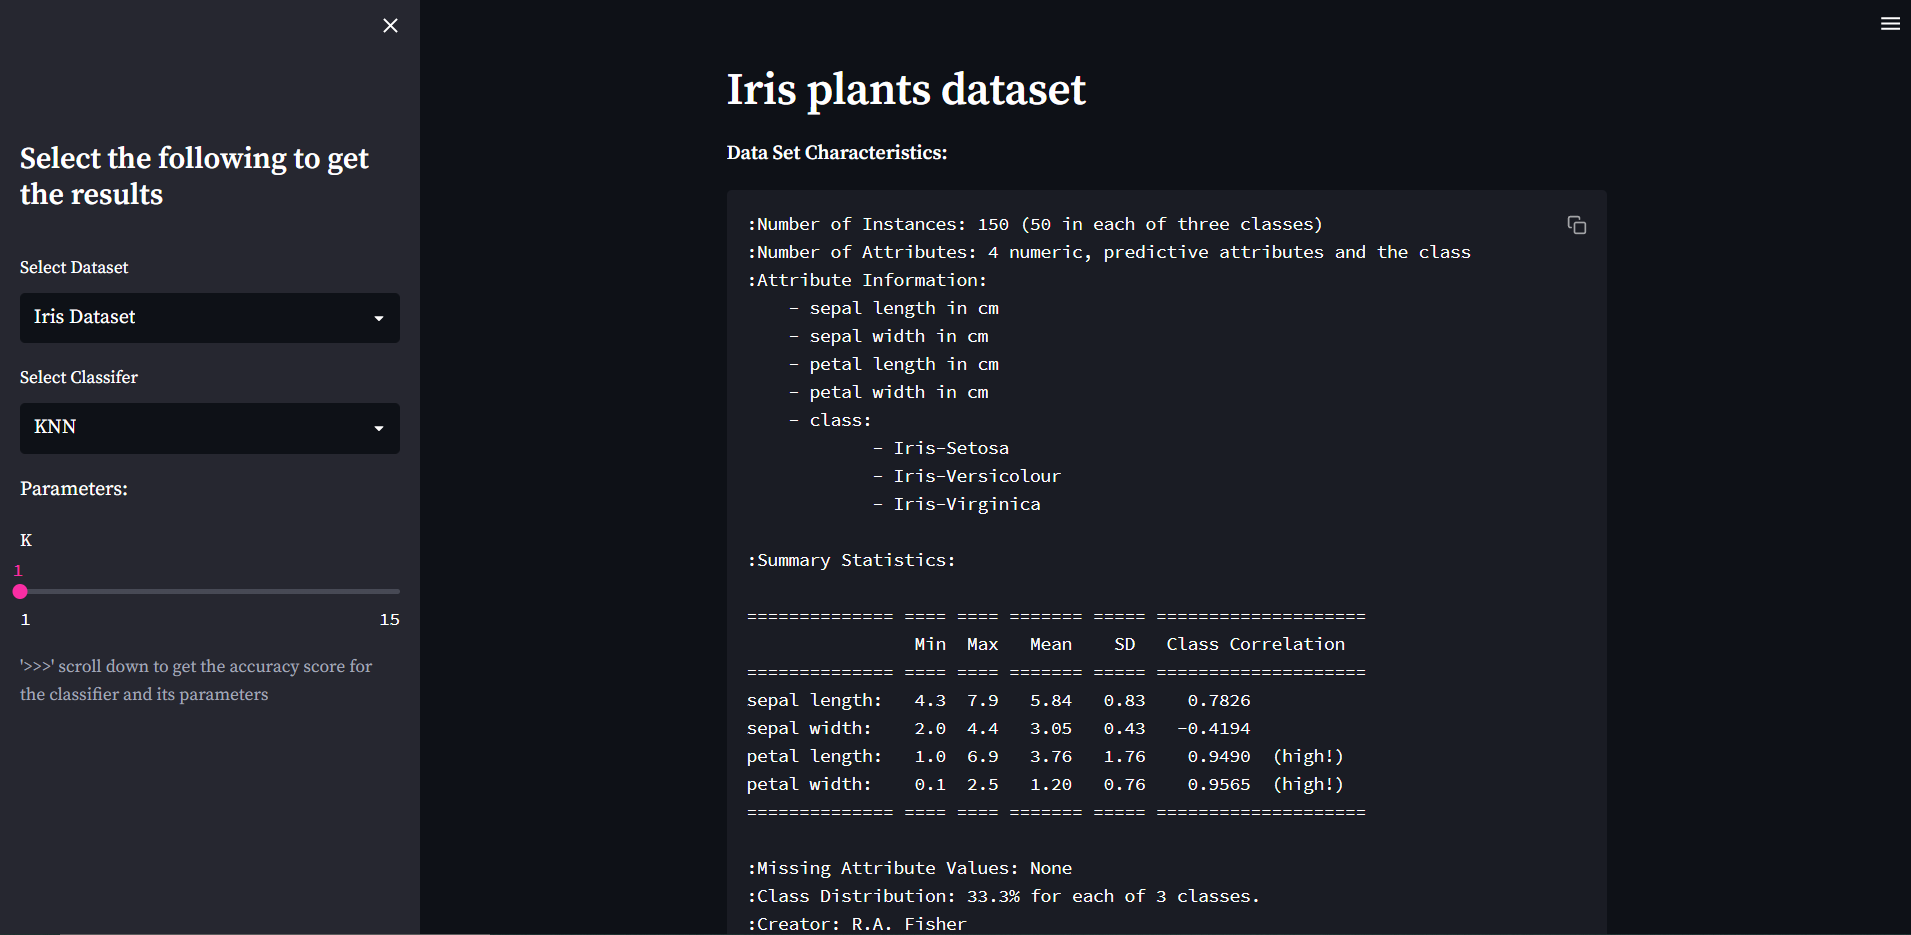 Select the following to get
the results
Select Dataset
Iris Dataset
Select Classifer
KNN
Parameters:
K
1
1 15
'>>>' scroll down to get the accuracy score for
the classifier and its parameters
Iris plants dataset
Data Set Characteristics:
:Number of Instances: 150 (50 in each of three classes)
:Number of Attributes: 4 numeric, predictive attributes and the class
:Attribute Information:
    - sepal length in cm
    - sepal width in cm
    - petal length in cm
    - petal width in cm
    - class:
            - Iris-Setosa
            - Iris-Versicolour
            - Iris-Virginica
:Summary Statistics:
============== ==== ==== ======= ===== ====================
                Min  Max   Mean    SD   Class Correlation
============== ==== ==== ======= ===== ====================
sepal length:   4.3  7.9   5.84   0.83    0.7826
sepal width:    2.0  4.4   3.05   0.43   -0.4194
petal length:   1.0  6.9   3.76   1.76    0.9490  (high!)
petal width:    0.1  2.5   1.20   0.76    0.9565  (high!)
============== ==== ==== ======= ===== ====================
:Missing Attribute Values: None
:Class Distribution: 33.3% for each of 3 classes.
:Creator: R.A. Fisher